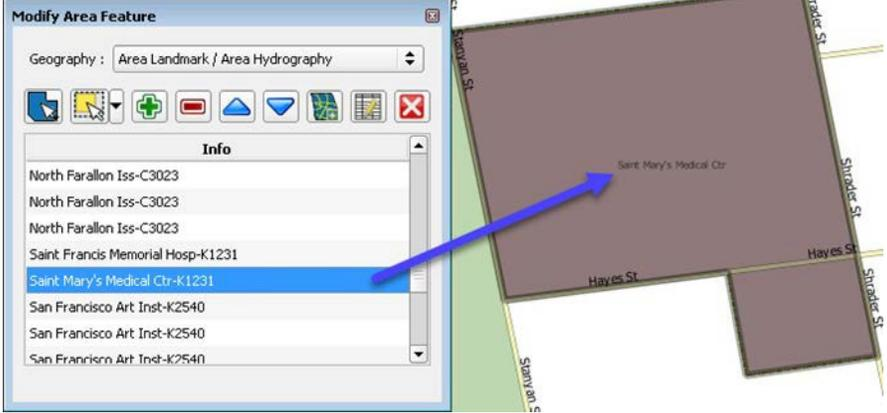 Modify Area Feature
Geography : Area Landmark / Area Hydrography
Info
North Farallon Iss-C3023
North Farallon Iss-C3023
North Farallon Iss-C3023
Saint Francis Memorial Hosp-K1231
Saint Mary's Medical Ctr-K1231
San Francisco Art Inst-K2540
San Francisco Art Inst-K2540
San Francisco Art Inst-K2540
Stanyan St
Shrader St
Saint Mary's Medical Ctr
Shrader St
Hayes St
Hayes St
Shrader St
Stanyan S